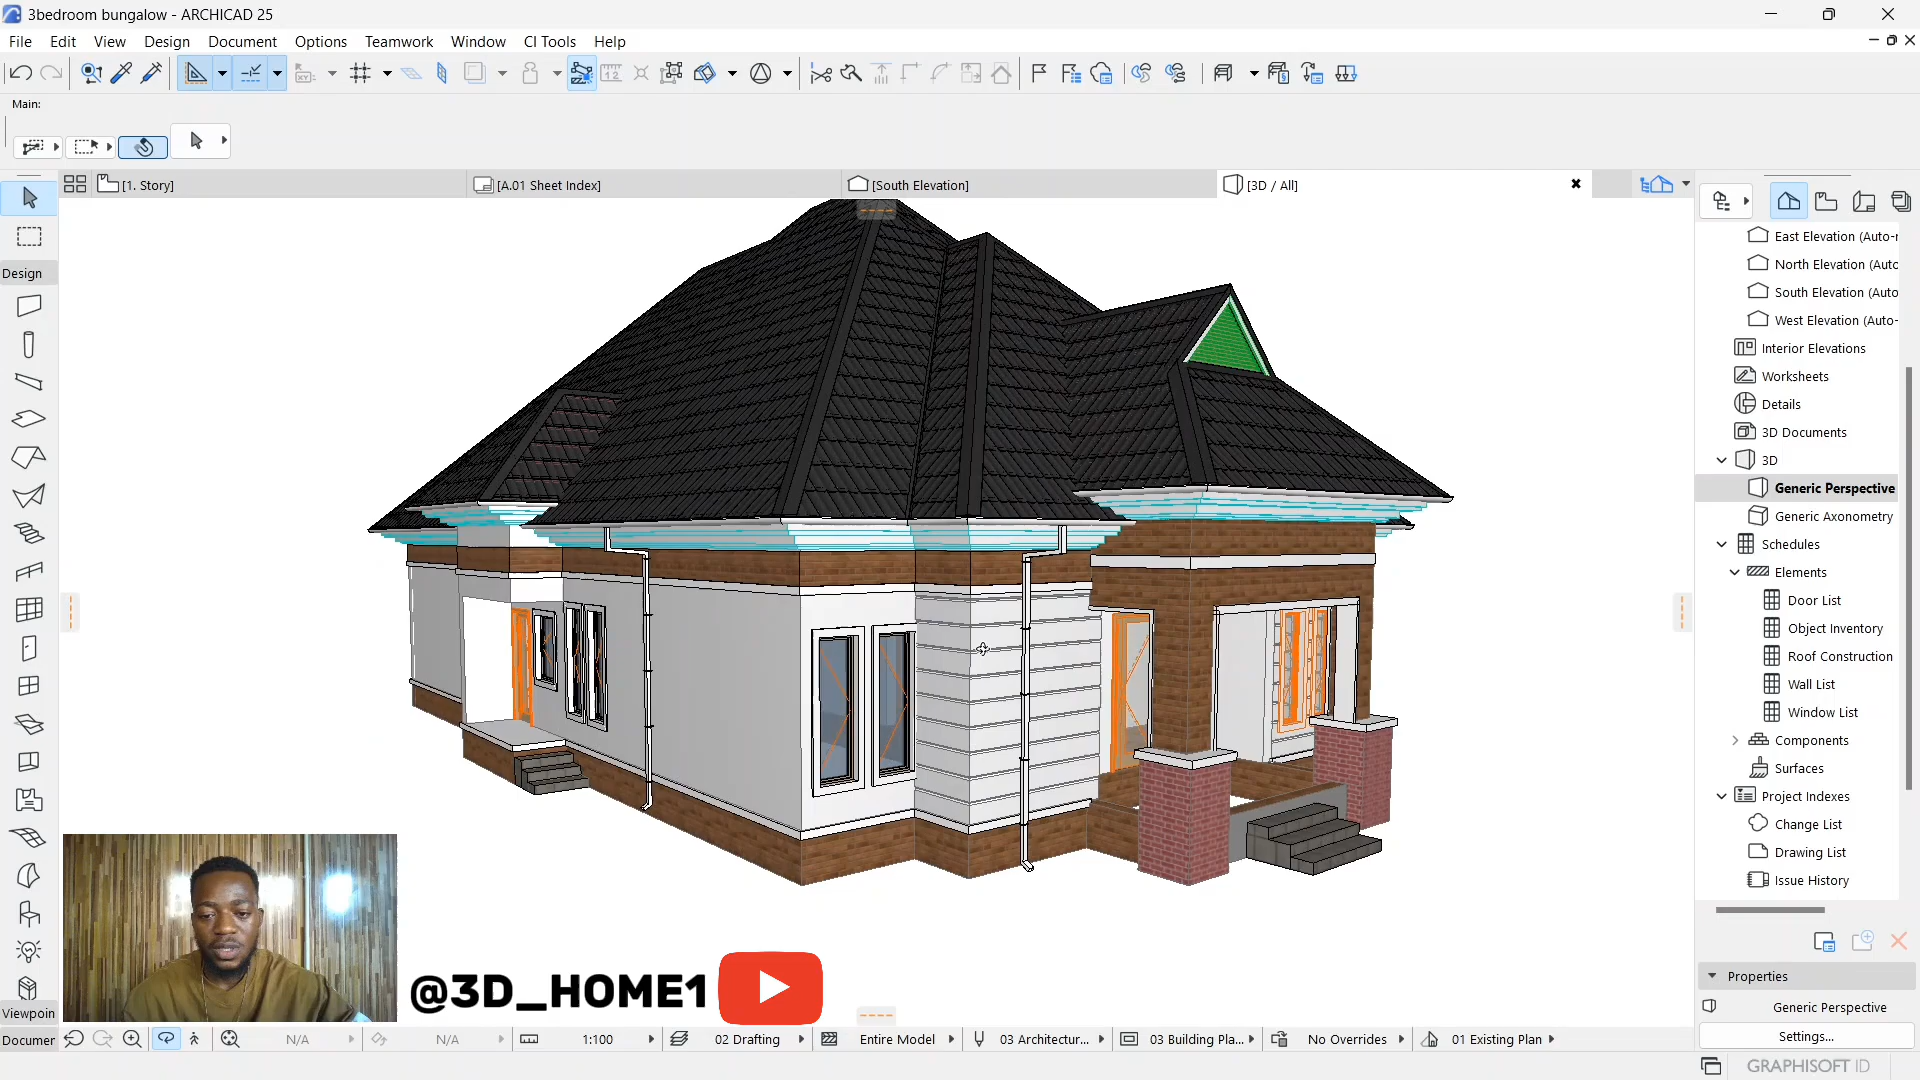 3bedroom bungalow - ARCHICAD 25
File Edit View Design Document Options Teamwork Window CI Tools Help
Main:
[1. Story]
[A.01 Sheet Index]
[South Elevation]
[3D / All]
Design
East Elevation (Auto-r
North Elevation (Auto
South Elevation (Auto
West Elevation (Auto-
Interior Elevations
Worksheets
Details
3D Documents
3D
Generic Perspective
Generic Axonometry
Schedules
Elements
Door List
Object Inventory
Roof Construction
Wall List
Window List
Components
Surfaces
Project Indexes
Change List
Drawing List
Issue History
Properties
Generic Perspective
Settings...
@3D_HOME1
Viewpoin
Documer
N/A
N/A
1:100
02 Drafting
Entire Model
03 Architectur...
03 Building Pla...
No Overrides
01 Existing Plan
GRAPHISOFT ID